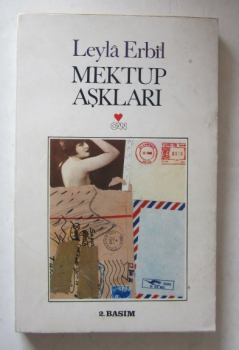 Leylâ Erbil
MEKTUP
AŞKLARI
CAN
2. BASIM